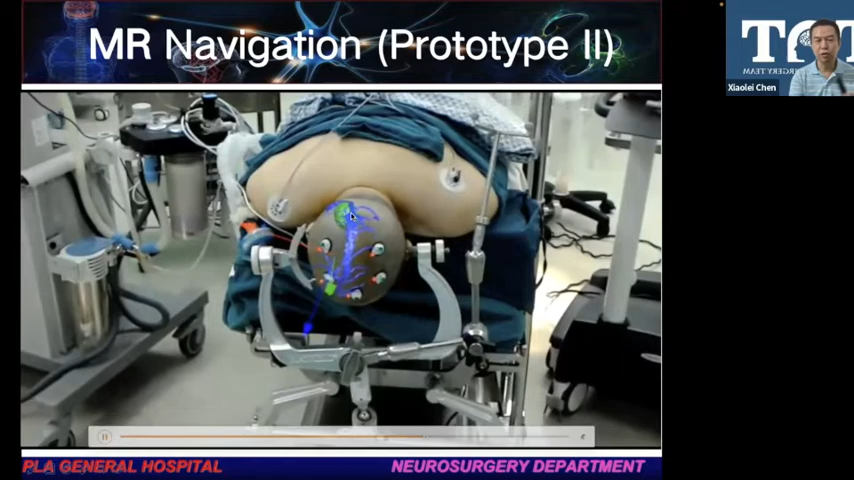 MR Navigation (Prototype II)
PLA GENERAL HOSPITAL
NEUROSURGERY DEPARTMENT
Xiaolei Chen